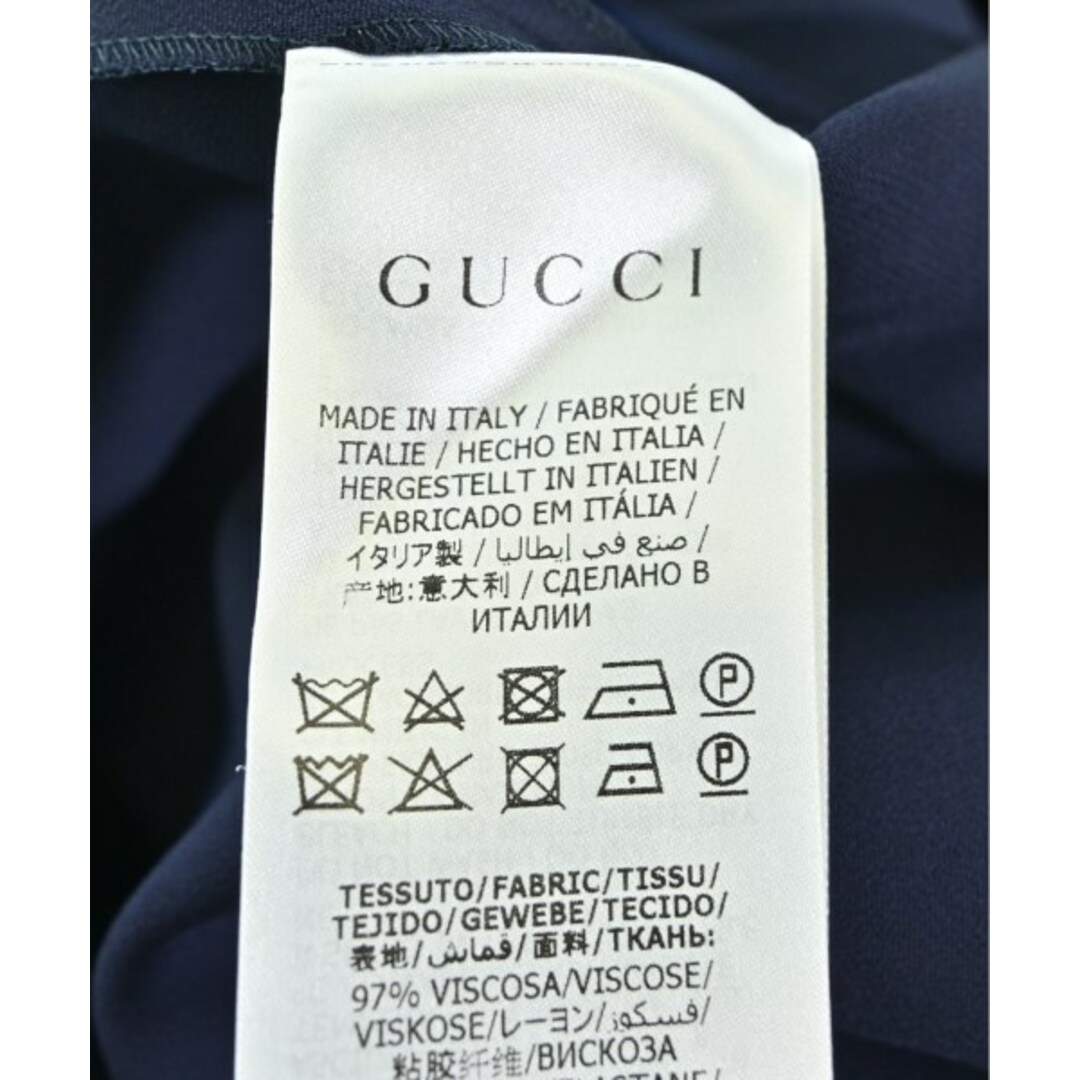 GUCCI
MADE IN ITALY / FABRIQUÉ EN
ITALIE / HECHO EN ITALIA /
HERGESTELLT IN ITALIEN /
FABRICADO EM ITÁLIA /
イタリア製 / صنع في إيطاليا /
产地:意大利 / СДЕЛАНО В
ИТАЛИИ
P
P
TESSUTO/FABRIC/TISSU/
TEJIDO/GEWEBE/TECIDO/
表地/قماش/面料/ТКАНЬ:
97% VISCOSA/VISCOSE/
VISKOSE/レーヨン/فسكوز/
粘胶纤维/ВИСКОЗА